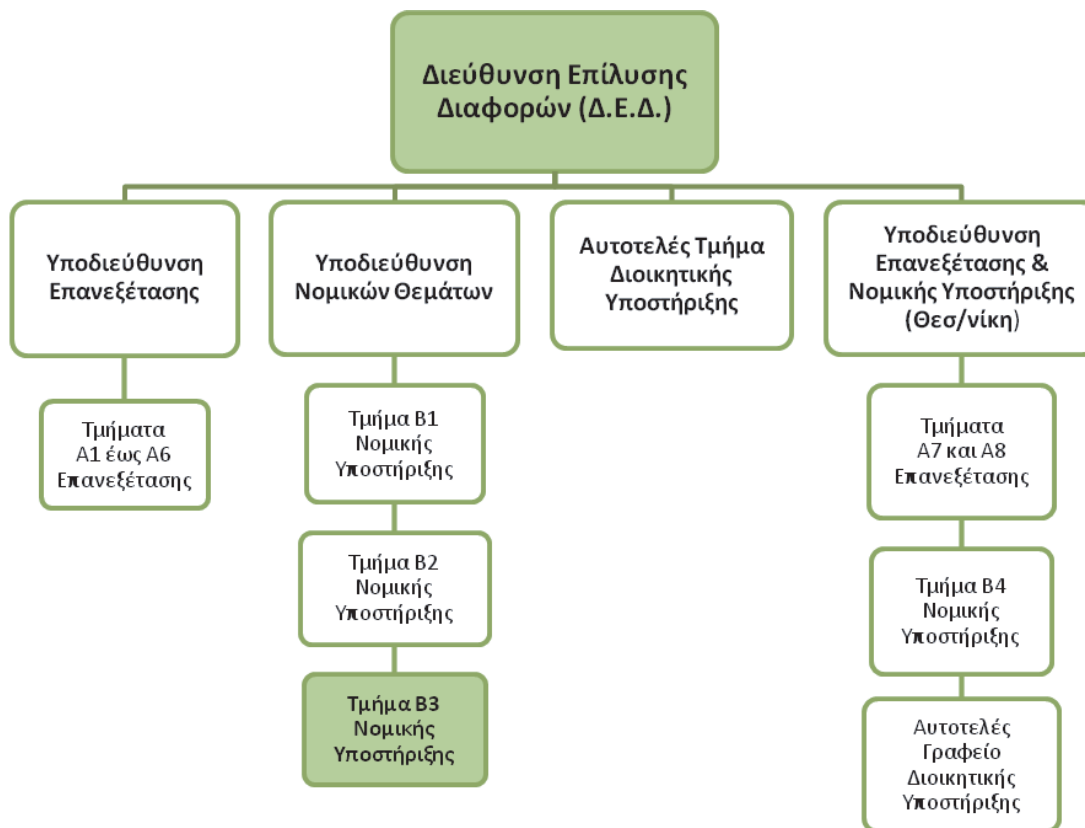 Διεύθυνση Επίλυσης
Διαφορών (Δ.Ε.Δ.)
Υποδιεύθυνση
Επανεξέτασης
Υποδιεύθυνση
Νομικών Θεμάτων
Αυτοτελές Τμήμα
Διοικητικής
Υποστήριξης
Υποδιεύθυνση
Επανεξέτασης &
Νομικής Υποστήριξης
(Θεσ/νίκη)
Τμήματα
Α1 έως Α6
Επανεξέτασης
Τμήμα Β1
Νομικής
Υποστήριξης
Τμήμα Β2
Νομικής
Υποστήριξης
Τμήμα Β3
Νομικής
Υποστήριξης
Τμήματα
Α7 και Α8
Επανεξέτασης
Τμήμα Β4
Νομικής
Υποστήριξης
Αυτοτελές
Γραφείο
Διοικητικής
Υποστήριξης